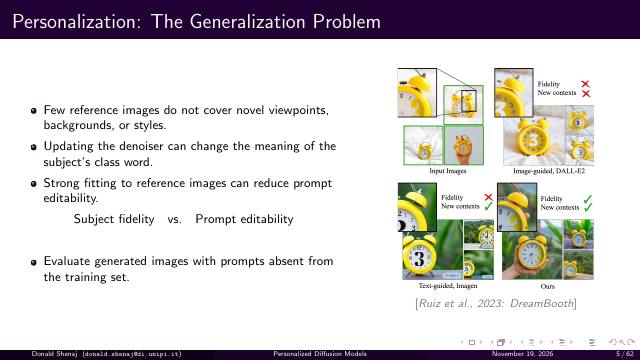 Personalization: The Generalization Problem
Few reference images do not cover novel viewpoints,
backgrounds, or styles.
Updating the denoiser can change the meaning of the
subject's class word.
Strong fitting to reference images can reduce prompt
editability.
Subject fidelity vs. Prompt editability
Evaluate generated images with prompts absent from
the training set.
Fidelity
New contexts
Input Images
Image-guided, DALL-E2
Fidelity
New contexts
Fidelity
New contexts
Text-guided, Imagen
Ours
[Ruiz et al., 2023: DreamBooth]
Donald Shenaj (donald.shenaj@di.unipi.it)
Personalized Diffusion Models
November 19, 2026
5 / 62